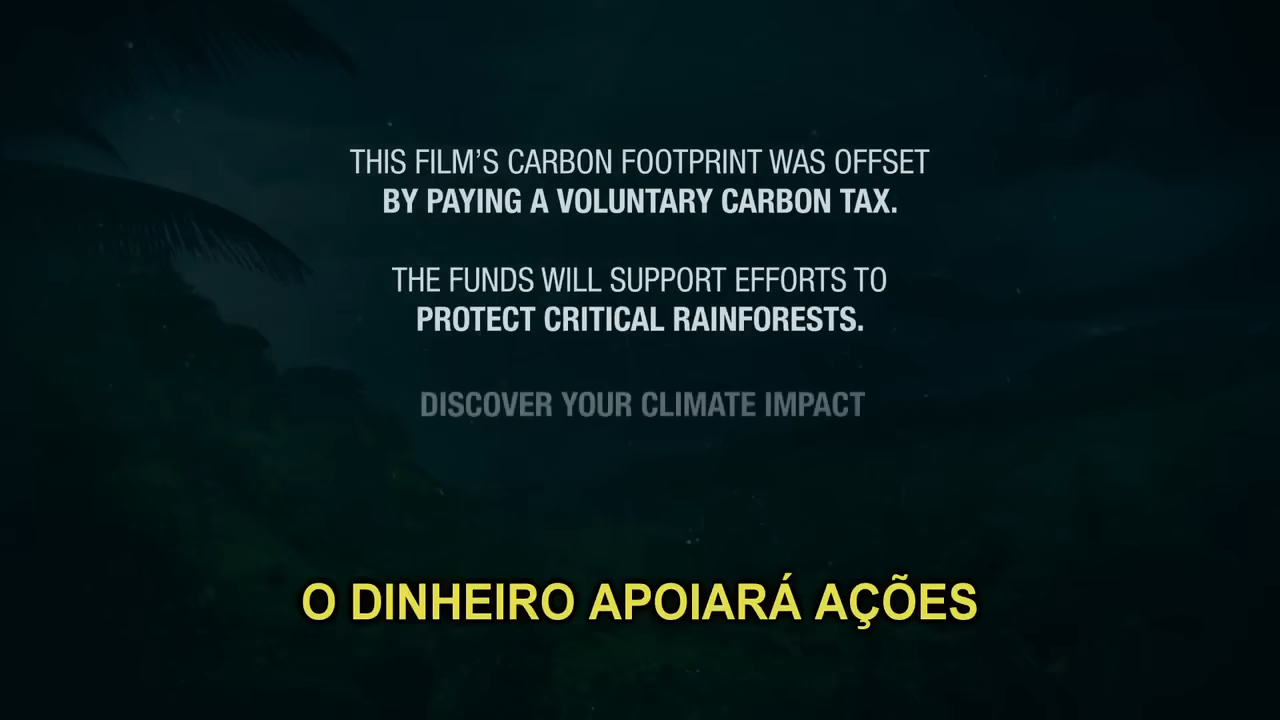 THIS FILM'S CARBON FOOTPRINT WAS OFFSET
BY PAYING A VOLUNTARY CARBON TAX.
THE FUNDS WILL SUPPORT EFFORTS TO
PROTECT CRITICAL RAINFORESTS.
DISCOVER YOUR CLIMATE IMPACT
O DINHEIRO APOIARÁ AÇÕES